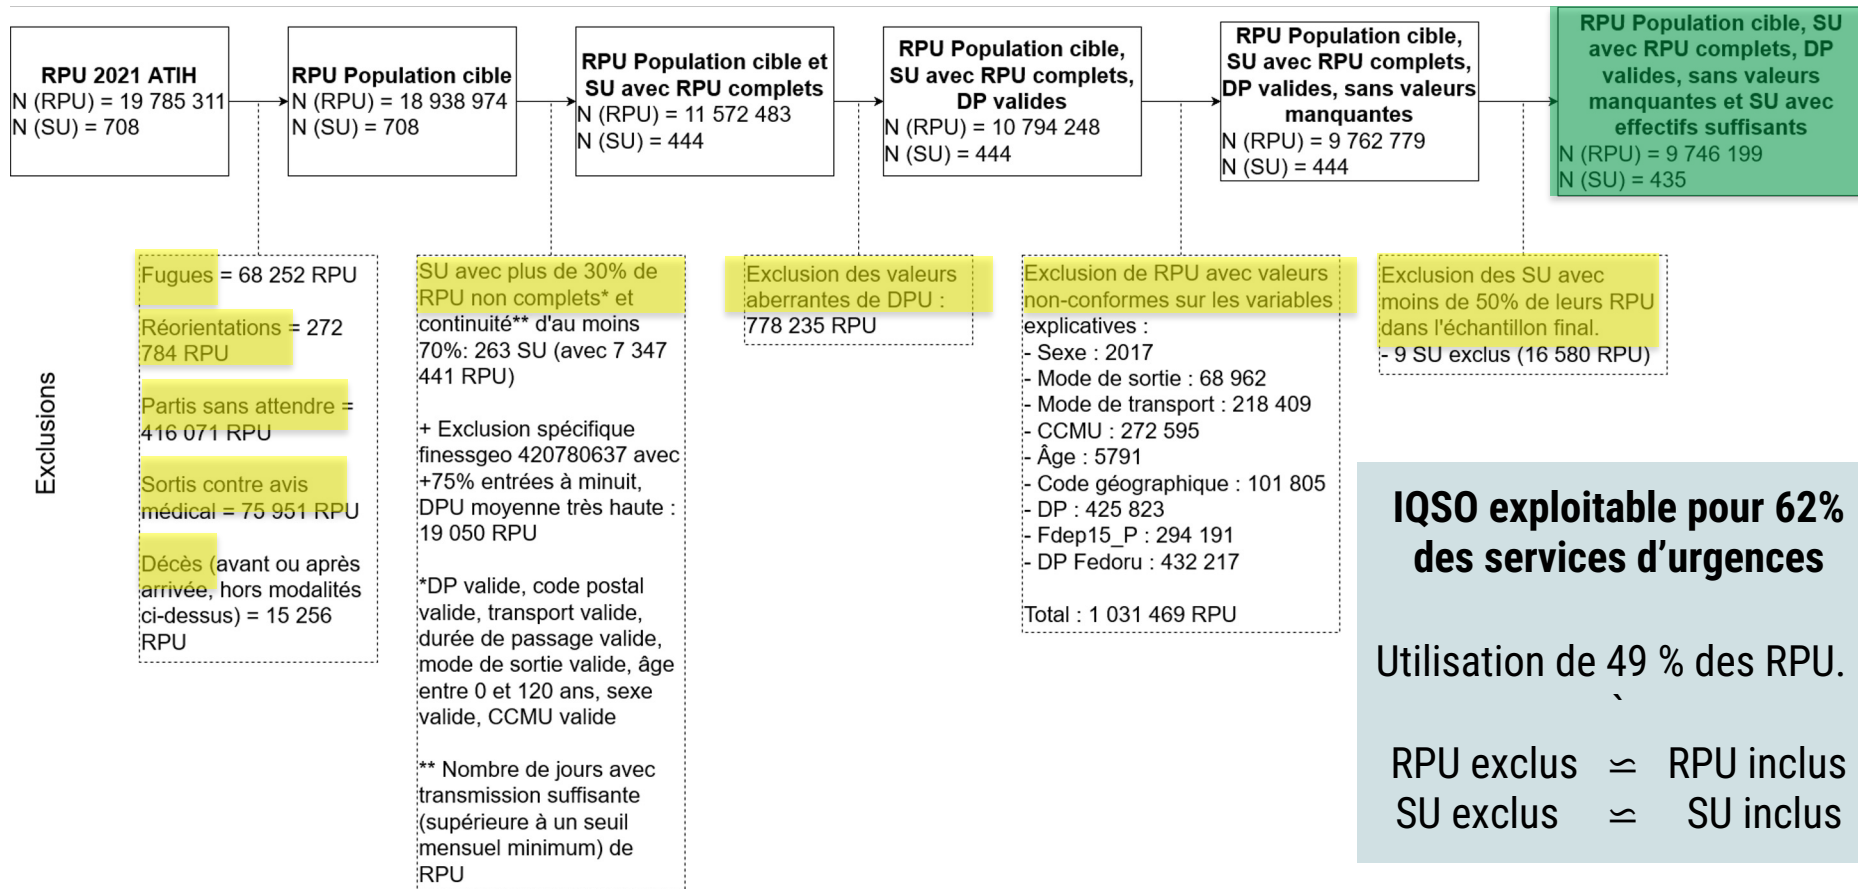 RPU 2021 ATIH
N (RPU) = 19 785 311
N (SU) = 708
RPU Population cible
N (RPU) = 18 938 974
N (SU) = 708
RPU Population cible et
SU avec RPU complets
N (RPU) = 11 572 483
N (SU) = 444
RPU Population cible,
SU avec RPU complets,
DP valides
N (RPU) = 10 794 248
N (SU) = 444
RPU Population cible,
SU avec RPU complets,
DP valides, sans valeurs
manquantes
N (RPU) = 9 762 779
N (SU) = 444
RPU Population cible, SU
avec RPU complets, DP
valides, sans valeurs
manquantes et SU avec
effectifs suffisants
N (RPU) = 9 746 199
N (SU) = 435
Exclusions
Fugues = 68 252 RPU
Réorientations = 272
784 RPU
Partis sans attendre =
416 071 RPU
Sortis contre avis
médical = 75 951 RPU
Décès (avant ou après
arrivée, hors modalités
ci-dessus) = 15 256
RPU
SU avec plus de 30% de
RPU non complets* et
continuité** d'au moins
70%: 263 SU (avec 7 347
441 RPU)
+ Exclusion spécifique
finessgeo 420780637 avec
+75% entrées à minuit,
DPU moyenne très haute :
19 050 RPU
*DP valide, code postal
valide, transport valide,
durée de passage valide,
mode de sortie valide, âge
entre 0 et 120 ans, sexe
valide, CCMU valide
** Nombre de jours avec
transmission suffisante
(supérieure à un seuil
mensuel minimum) de
RPU
Exclusion des valeurs
aberrantes de DPU :
778 235 RPU
Exclusion de RPU avec valeurs
non-conformes sur les variables
explicatives :
- Sexe : 2017
- Mode de sortie : 68 962
- Mode de transport : 218 409
- CCMU : 272 595
- Âge : 5791
- Code géographique : 101 805
- DP : 425 823
- Fdep15_P : 294 191
- DP Fedoru : 432 217
Total : 1 031 469 RPU
Exclusion des SU avec
moins de 50% de leurs RPU
dans l'échantillon final.
- 9 SU exclus (16 580 RPU)
IQSO exploitable pour 62%
des services d’urgences
Utilisation de 49 % des RPU.
`
RPU exclus ≃ RPU inclus
SU exclus ≃ SU inclus